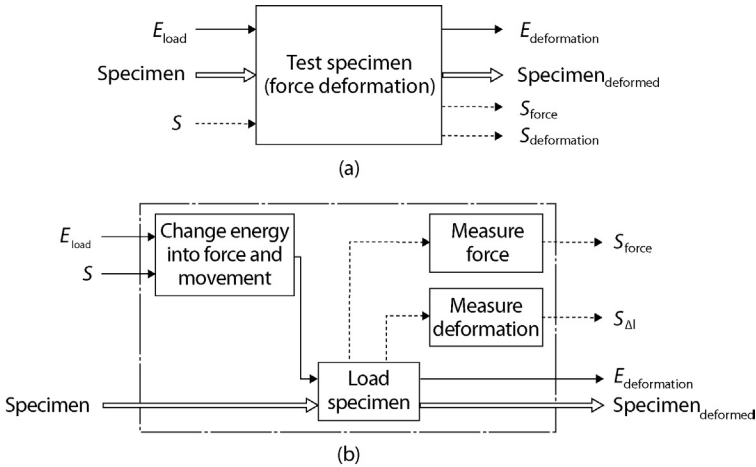 E_load
E_deformation
Test specimen
(force deformation)
Specimen
Specimen_deformed
S
S_force
S_deformation
(a)
Change energy
into force and
movement
E_load
S
Measure
force
S_force
Measure
deformation
S_Δl
Load
specimen
E_deformation
Specimen
Specimen_deformed
(b)